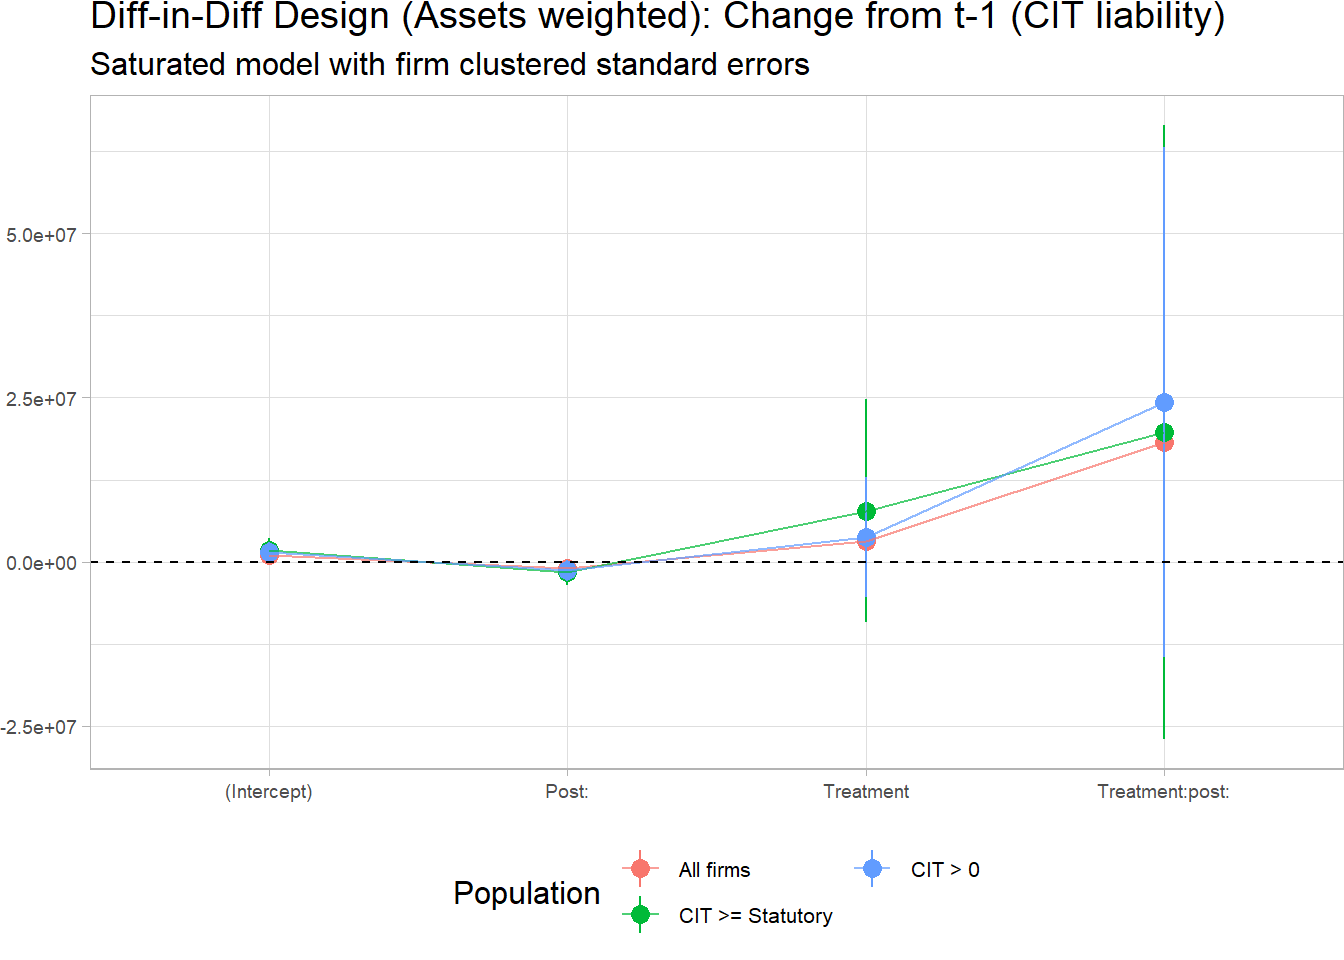 Diff-in-Diff Design (Assets weighted): Change from t-1 (CIT liability)
Saturated model with firm clustered standard errors
5.0e+07
2.5e+07
0.0e+00
-2.5e+07
(Intercept)
Post:
Treatment
Treatment:post:
Population
All firms
CIT >= Statutory
CIT > 0